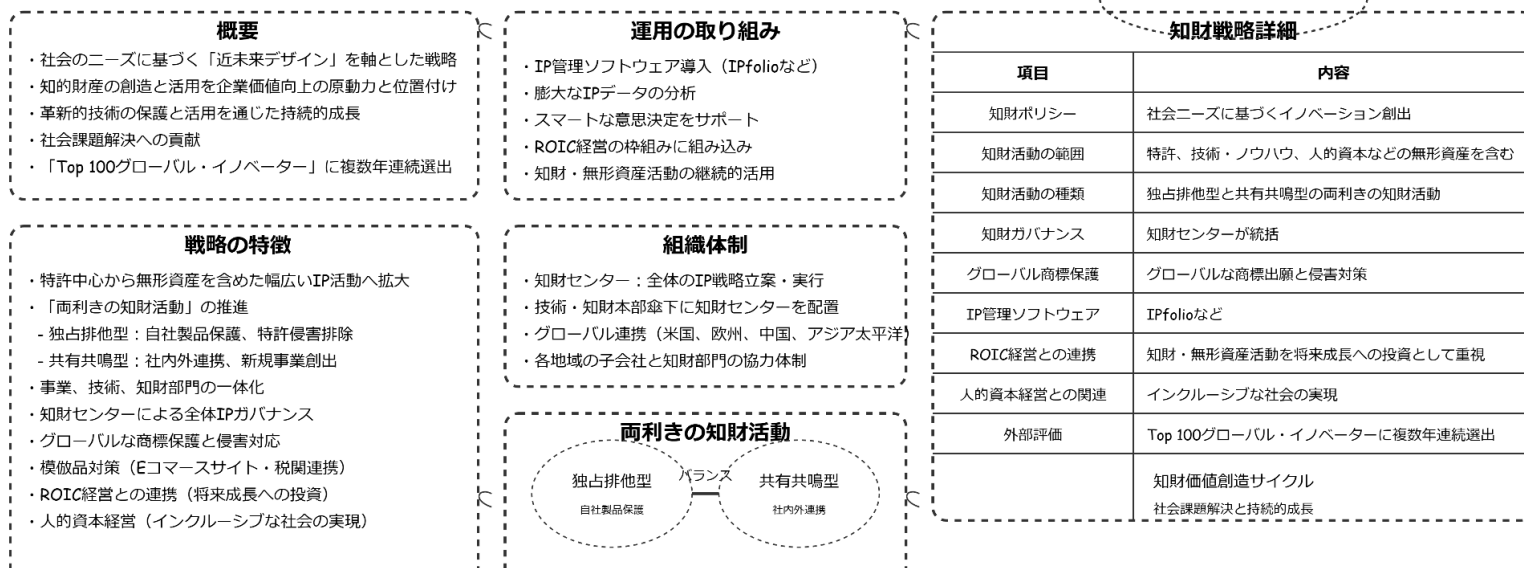 概要
・社会のニーズに基づく「近未来デザイン」を軸とした戦略
・知的財産の創造と活用を企業価値向上の原動力と位置付け
・革新的技術の保護と活用を通じた持続的成長
・社会課題解決への貢献
・「Top 100グローバル・イノベーター」に複数年連続選出
戦略の特徴
・特許中心から無形資産を含めた幅広いIP活動へ拡大
・「両利きの知財活動」の推進
- 独占排他型：自社製品保護、特許侵害排除
- 共有共鳴型：社内外連携、新規事業創出
・事業、技術、知財部門の一体化
・知財センターによる全体IPガバナンス
・グローバルな商標保護と侵害対応
・模倣品対策（Eコマースサイト・税関連携）
・ROIC経営との連携（将来成長への投資）
・人的資本経営（インクルーシブな社会の実現）
運用の取り組み
・IP管理ソフトウェア導入（IPfolioなど）
・膨大なIPデータの分析
・スマートな意思決定をサポート
・ROIC経営の枠組みに組み込み
・知財・無形資産活動の継続的活用
組織体制
・知財センター：全体のIP戦略立案・実行
・技術・知財本部傘下に知財センターを配置
・グローバル連携（米国、欧州、中国、アジア太平洋）
・各地域の子会社と知財部門の協力体制
両利きの知財活動
独占排他型 バランス 共有共鳴型
自社製品保護 社内外連携
知財戦略詳細
項目 内容
知財ポリシー 社会ニーズに基づくイノベーション創出
知財活動の範囲 特許、技術・ノウハウ、人的資本などの無形資産を含む
知財活動の種類 独占排他型と共有共鳴型の両利きの知財活動
知財ガバナンス 知財センターが統括
グローバル商標保護 グローバルな商標出願と侵害対策
IP管理ソフトウェア IPfolioなど
ROIC経営との連携 知財・無形資産活動を将来成長への投資として重視
人的資本経営との関連 インクルーシブな社会の実現
外部評価 Top 100グローバル・イノベーターに複数年連続選出
知財価値創造サイクル
社会課題解決と持続的成長